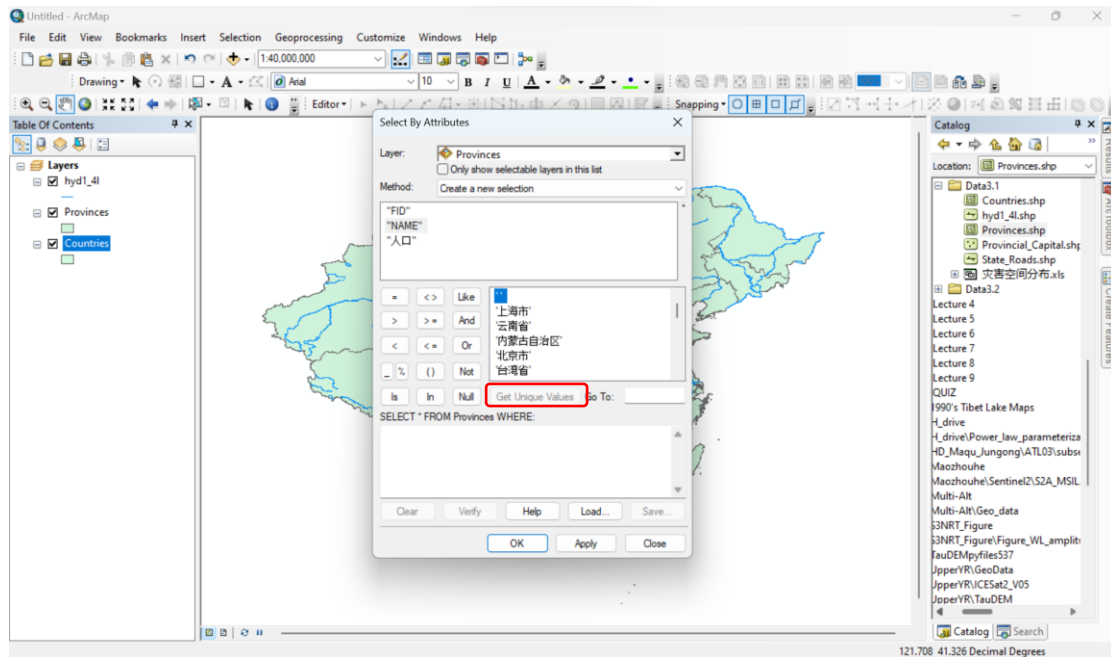 Untitled - ArcMap
File Edit View Bookmarks Insert Selection Geoprocessing Customize Windows Help
1:40,000,000
Drawing Arial 10 B I U A
Editor Snapping
Table Of Contents
Layers
hyd1_4l
Provinces
Countries
Select By Attributes
Layer: Provinces
Only show selectable layers in this list
Method: Create a new selection
"FID"
"NAME"
"人口"
= <> Like
' '
'上海市'
> >= And
'云南省'
'内蒙古自治区'
< <= Or
'北京市'
_ % () Not
'台湾省'
Is In Null Get Unique Values Go To:
SELECT * FROM Provinces WHERE:
Clear Verify Help Load... Save...
OK Apply Close
Catalog
Location: Provinces.shp
Data3.1
Countries.shp
hyd1_4l.shp
Provinces.shp
Provincial_Capital.shp
State_Roads.shp
灾害空间分布.xls
Data3.2
Lecture 4
Lecture 5
Lecture 6
Lecture 7
Lecture 8
Lecture 9
QUIZ
1990's Tibet Lake Maps
H_drive
H_drive\Power_law_parameteriza
HD_Maqu_Jungong\ATL03\subse
Maozhouhe
Maozhouhe\Sentinel2\S2A_MSIL
Multi-Alt
Multi-Alt\Geo_data
S3NRT_Figure
S3NRT_Figure\Figure_WL_amplit
TauDEMpyfiles537
UpperYR\GeoData
UpperYR\ICESat2_V05
UpperYR\TauDEM
Catalog Search
Results
ArcToolbox
Create Features
121.708 41.326 Decimal Degrees